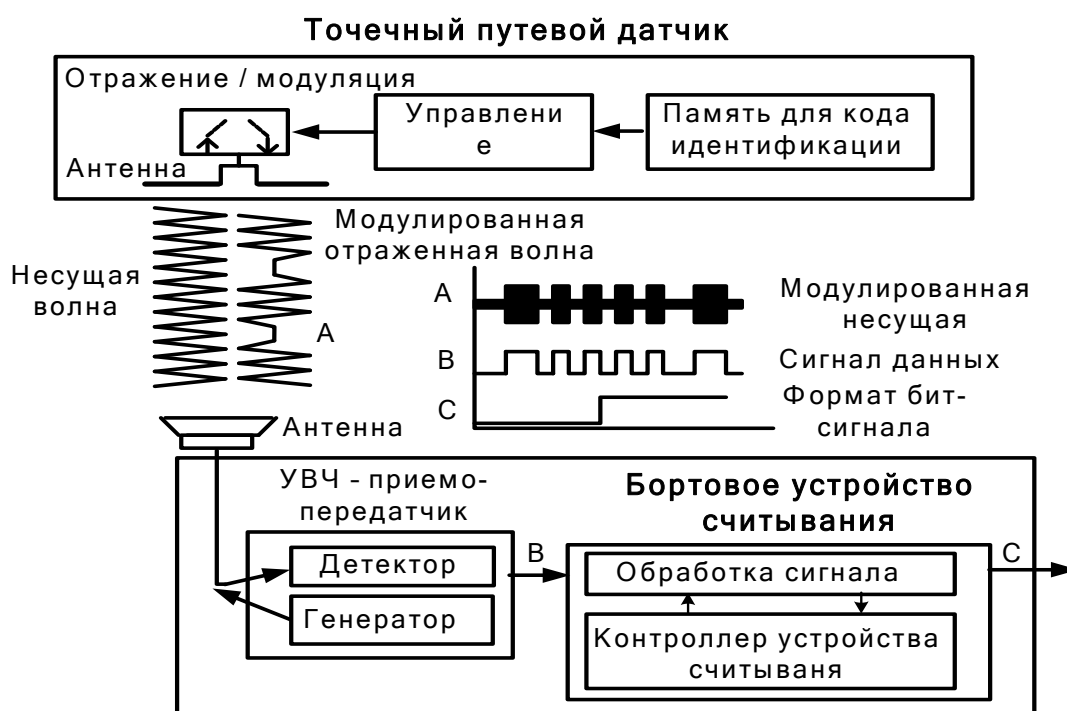 Точечный путевой датчик
Отражение / модуляция
Управлени
е
Память для кода
идентификации
Антенна
Несущая
волна
Модулированная
отраженная волна
A
A
Модулированная
несущая
B
Сигнал данных
C
Формат бит-
сигнала
Антенна
УВЧ - приемо-
передатчик
Бортовое устройство
считывания
Детектор
Генератор
B
Обработка сигнала
Контроллер устройства
считываня
C